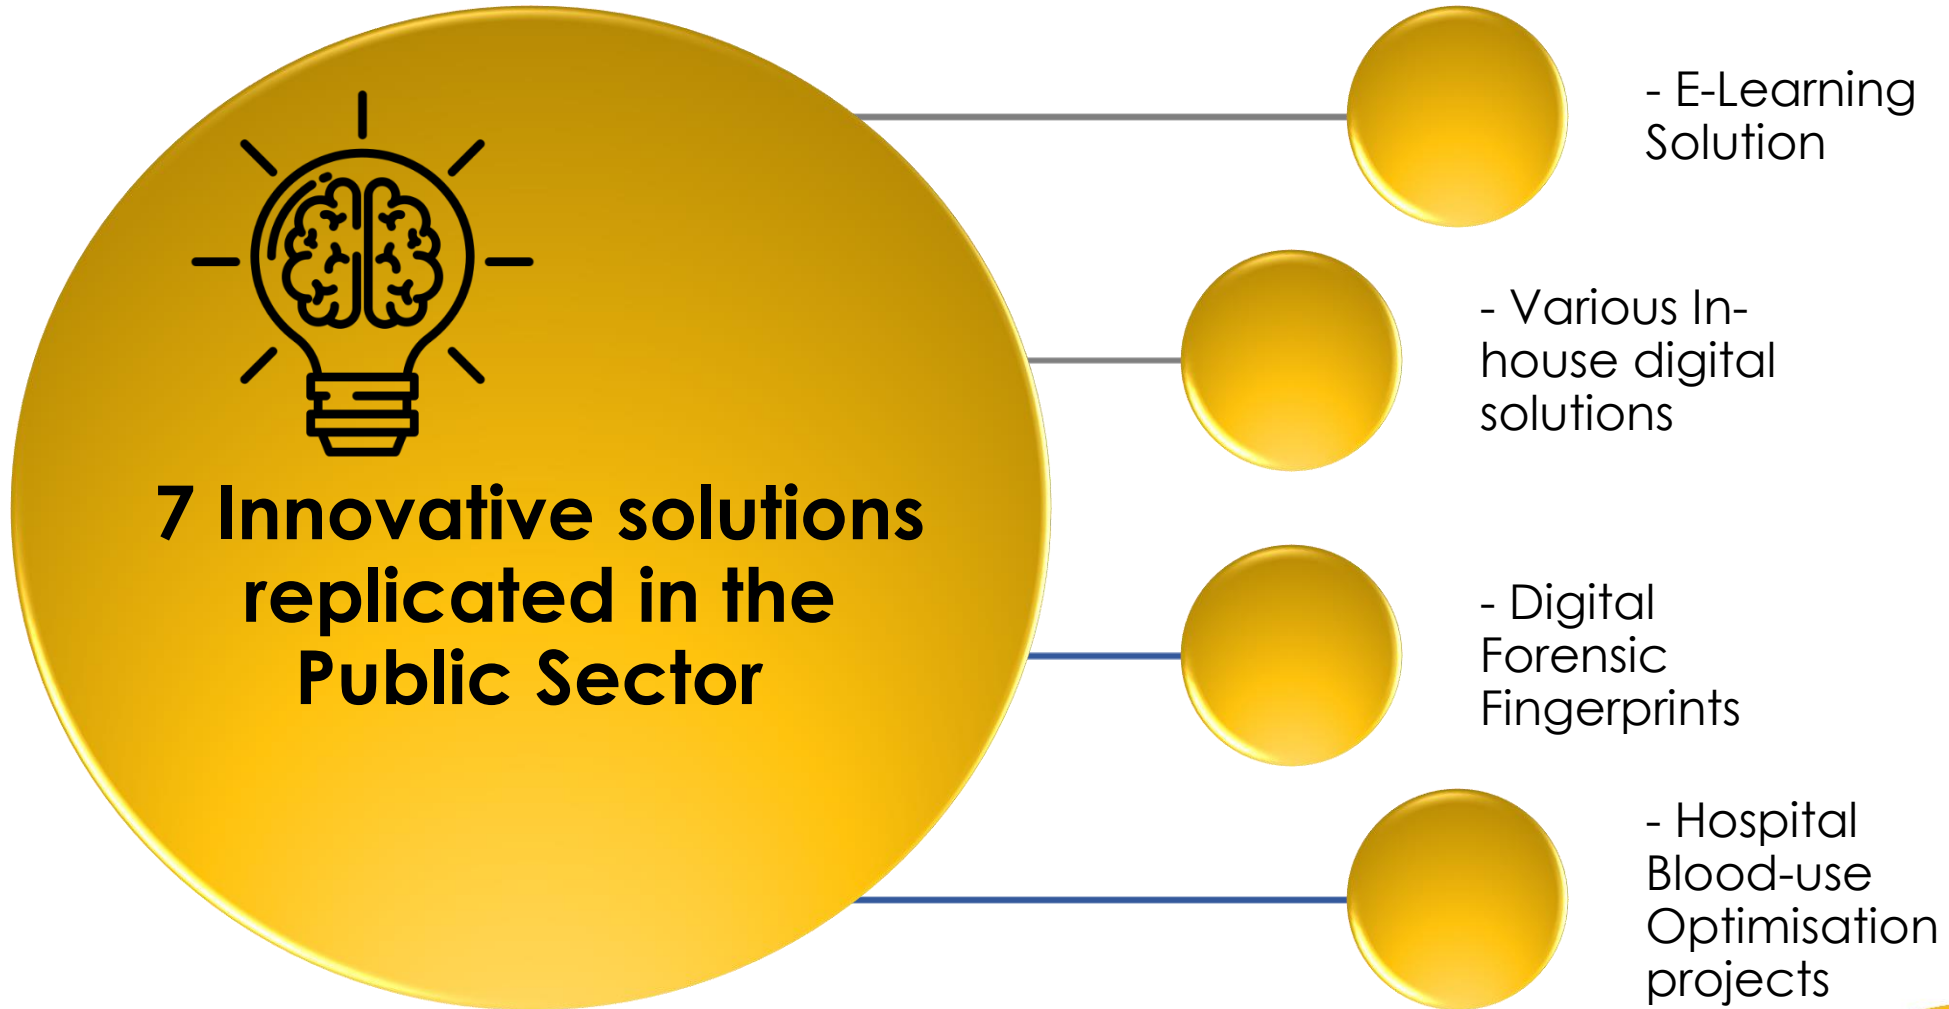 7 Innovative solutions
replicated in the
Public Sector
- E-Learning
Solution
- Various In-
house digital
solutions
- Digital
Forensic
Fingerprints
- Hospital
Blood-use
Optimisation
projects